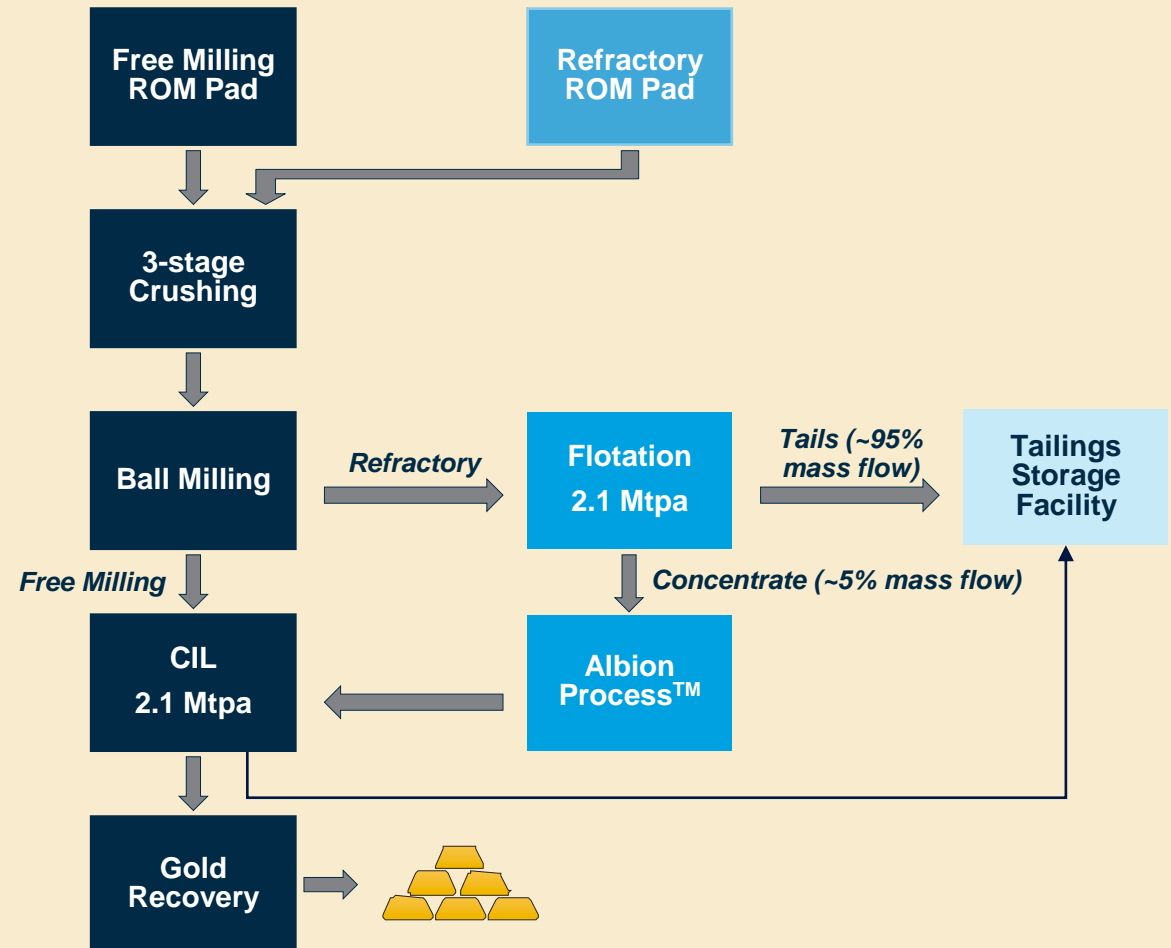 Free Milling
ROM Pad
Refractory
ROM Pad
3-stage
Crushing
Ball Milling
Refractory
Flotation
2.1 Mtpa
Tails (~95%
mass flow)
Tailings
Storage
Facility
Free Milling
Concentrate (~5% mass flow)
CIL
2.1 Mtpa
Albion
Process™
Gold
Recovery